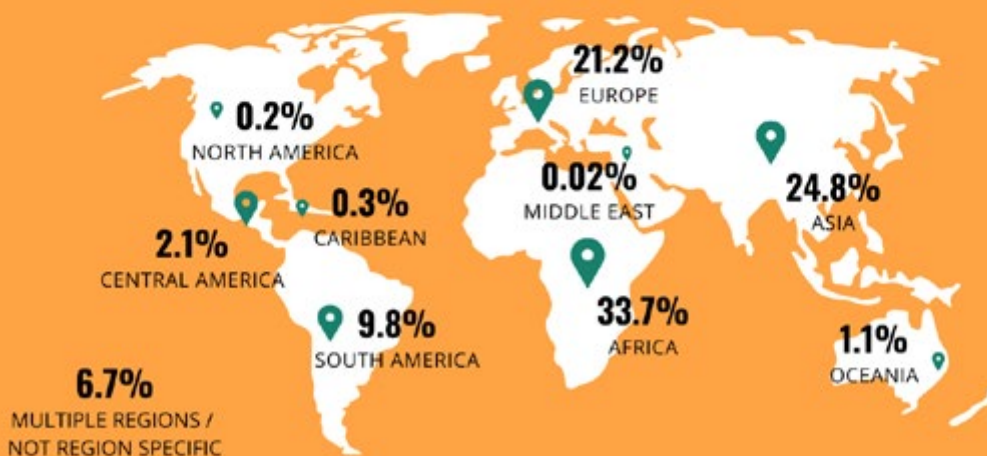 21.2%
EUROPE
0.2%
NORTH AMERICA
0.02%
MIDDLE EAST
24.8%
ASIA
0.3%
CARIBBEAN
2.1%
CENTRAL AMERICA
33.7%
AFRICA
9.8%
SOUTH AMERICA
1.1%
OCEANIA
6.7%
MULTIPLE REGIONS /
NOT REGION SPECIFIC